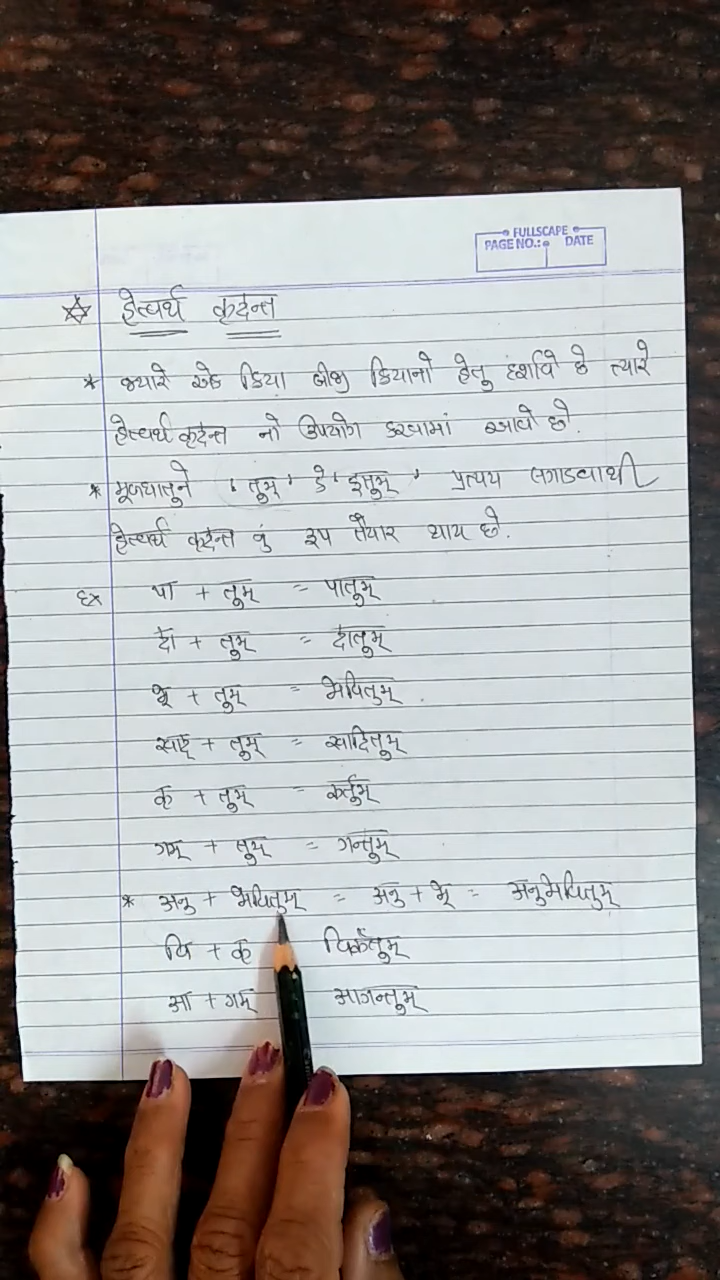 FULLSCAPE
PAGE NO.: DATE
हेत्वर्थ कृदन्त
* જ્યારે એક ક્રિયા બીજી ક્રિયાનો હેતુ દર્શાવે છે ત્યારે
હેત્વર્થ કૃદન્ત નો ઉપયોગ કરવામાં આવે છે.
* મૂળધાતુને 'तुम्' કે 'इतुम्' પ્રત્યય લગાડવાથી
હેત્વર્થ કૃદન્ત નું રૂપ તૈયાર થાય છે.
Ex पा + तुम् = पातुम्
दा + तुम् = दातुम्
भू + तुम् = भवितुम्
खाद् + तुम् = खादितुम्
कृ + तुम् = कर्तुम्
गम् + तुम् = गन्तुम्
* अनु + भवितुम् = अनु + भू = अनुभवितुम्
वि + कृ विकर्तुम्
आ + गम् आगन्तुम्